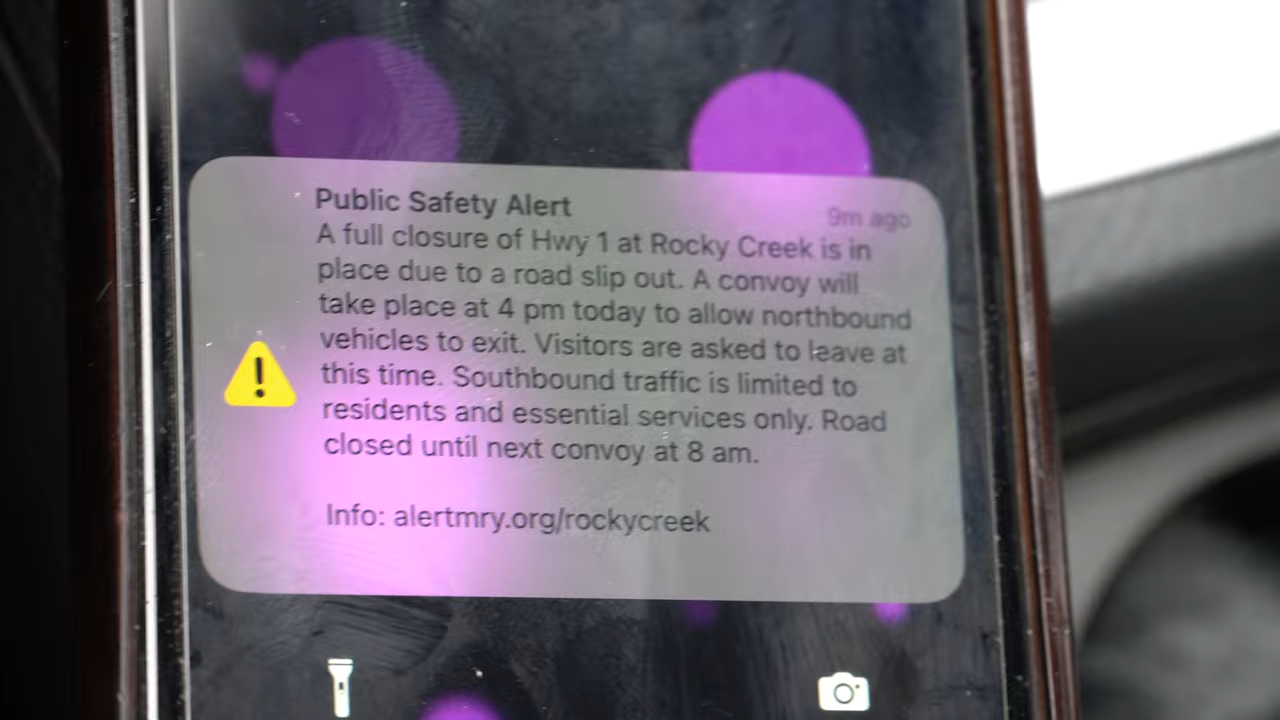 Public Safety Alert
9m ago
A full closure of Hwy 1 at Rocky Creek is in
place due to a road slip out. A convoy will
take place at 4 pm today to allow northbound
vehicles to exit. Visitors are asked to leave at
this time. Southbound traffic is limited to
residents and essential services only. Road
closed until next convoy at 8 am.
Info: alertmry.org/rockycreek